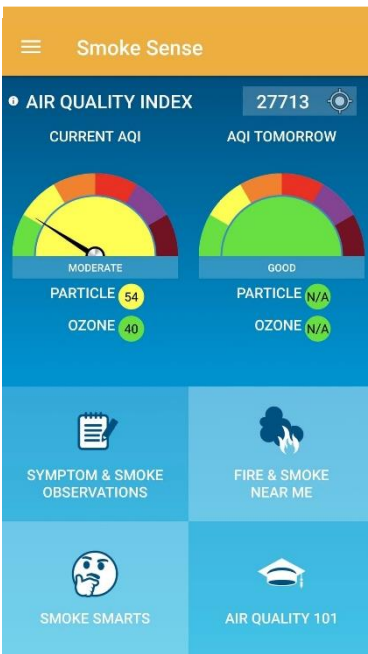 Smoke Sense
AIR QUALITY INDEX 27713
CURRENT AQI AQI TOMORROW
MODERATE GOOD
PARTICLE 54 PARTICLE N/A
OZONE 40 OZONE N/A
SYMPTOM & SMOKE
OBSERVATIONS
FIRE & SMOKE
NEAR ME
SMOKE SMARTS
AIR QUALITY 101